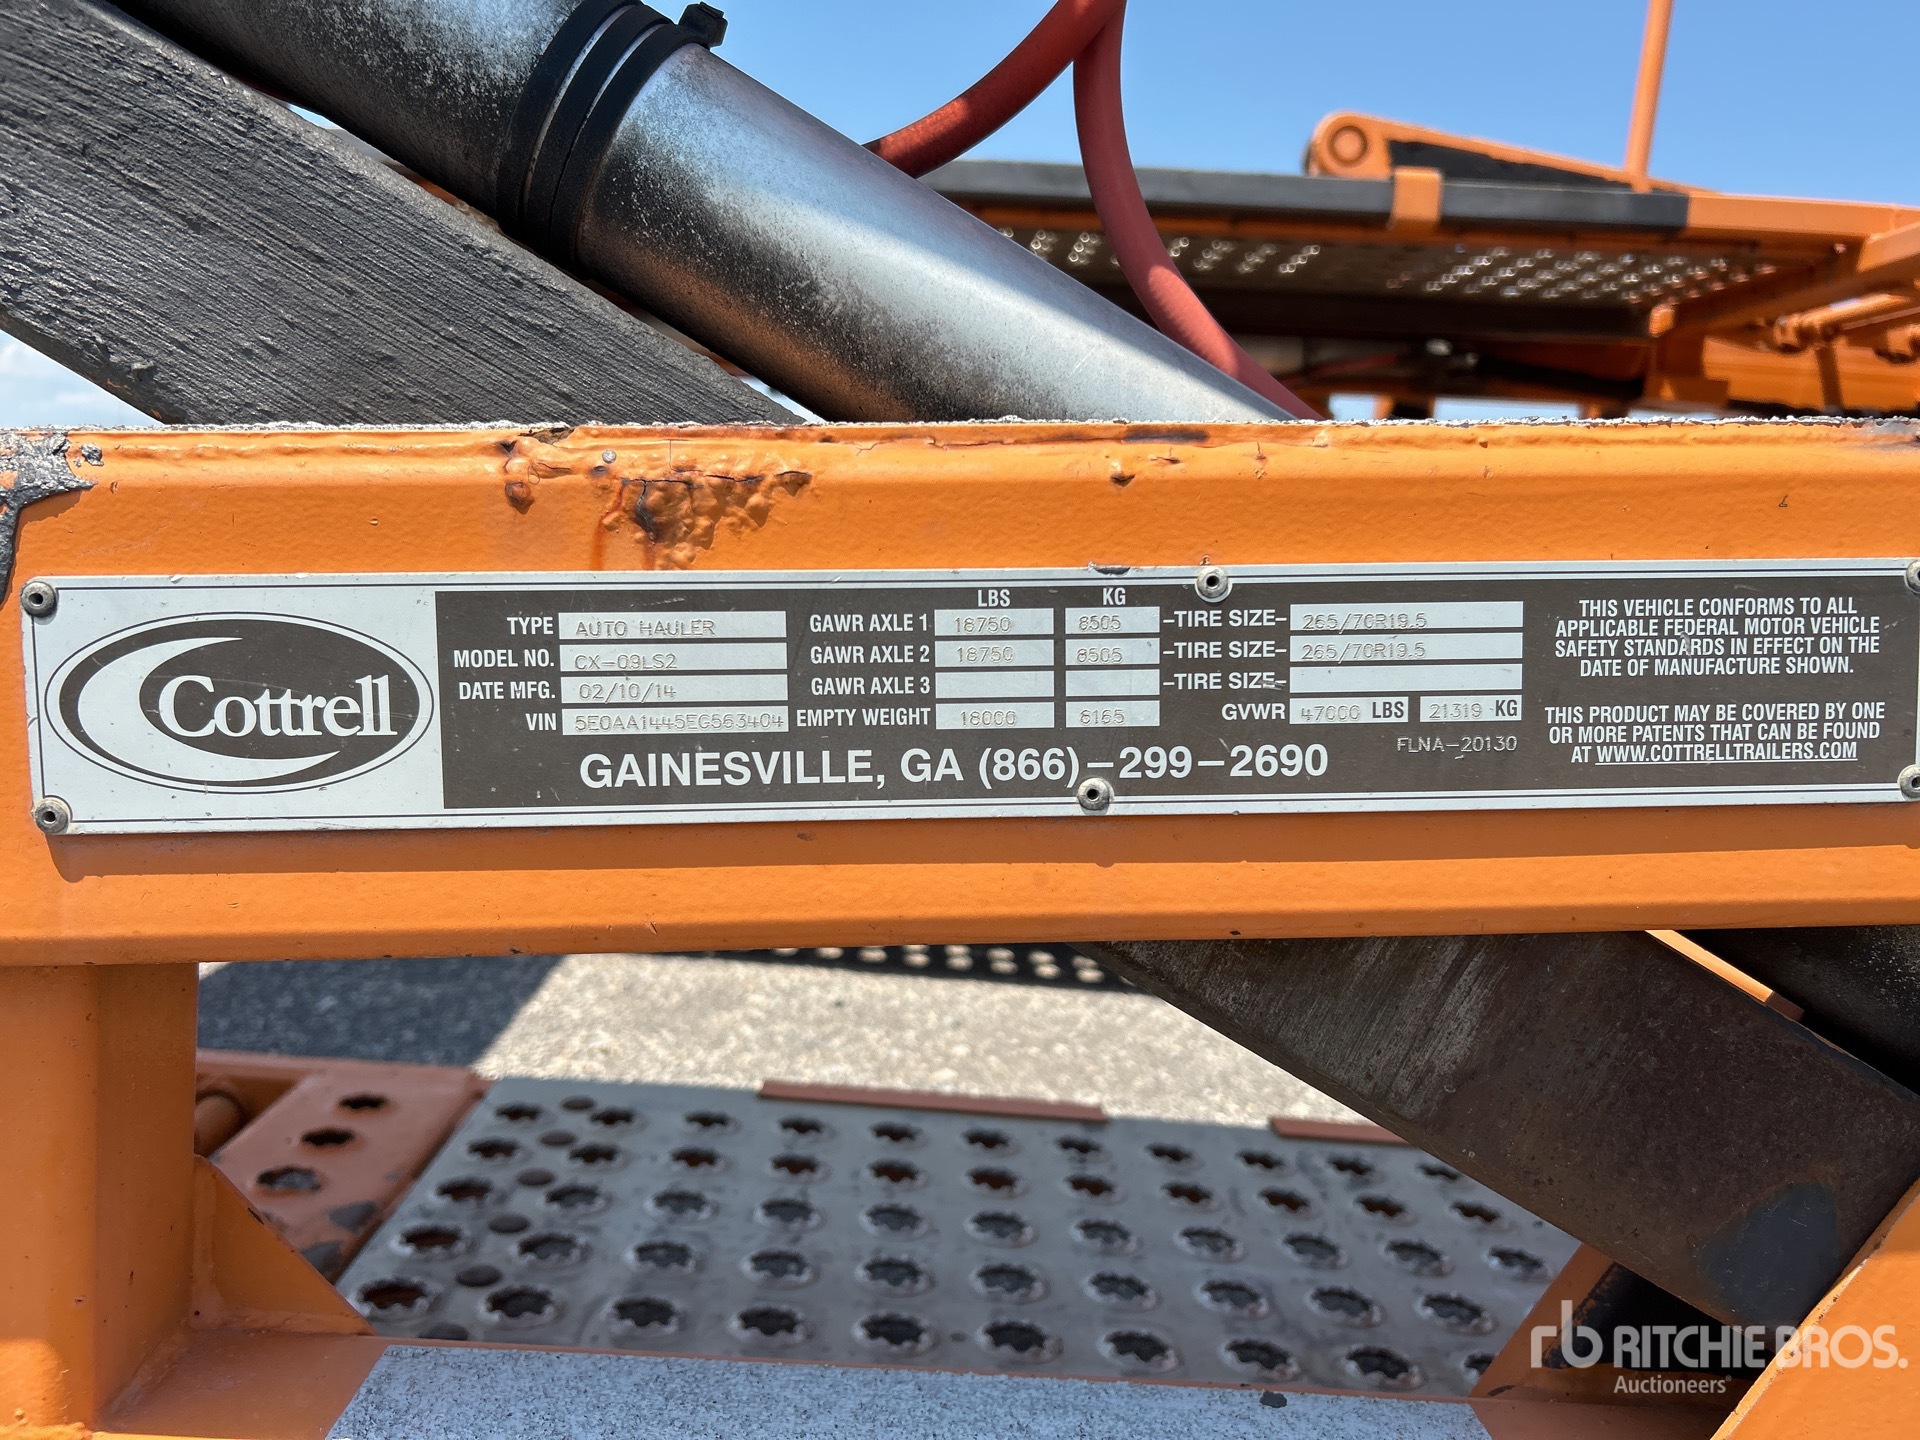 Cottrell
LBS KG
TYPE AUTO HAULER GAWR AXLE 1 18750 8505 -TIRE SIZE- 265/70R19.5
MODEL NO. CX-09LS2 GAWR AXLE 2 18750 8505 -TIRE SIZE- 265/70R19.5
DATE MFG. 02/10/14 GAWR AXLE 3 -TIRE SIZE-
VIN 5E0AA1445EG563404 EMPTY WEIGHT 18000 8165 GVWR 47000 LBS 21319 KG
FLNA-20130
GAINESVILLE, GA (866)-299-2690
THIS VEHICLE CONFORMS TO ALL
APPLICABLE FEDERAL MOTOR VEHICLE
SAFETY STANDARDS IN EFFECT ON THE
DATE OF MANUFACTURE SHOWN.
THIS PRODUCT MAY BE COVERED BY ONE
OR MORE PATENTS THAT CAN BE FOUND
AT WWW.COTTRELLTRAILERS.COM
rb RITCHIE BROS.
Auctioneers